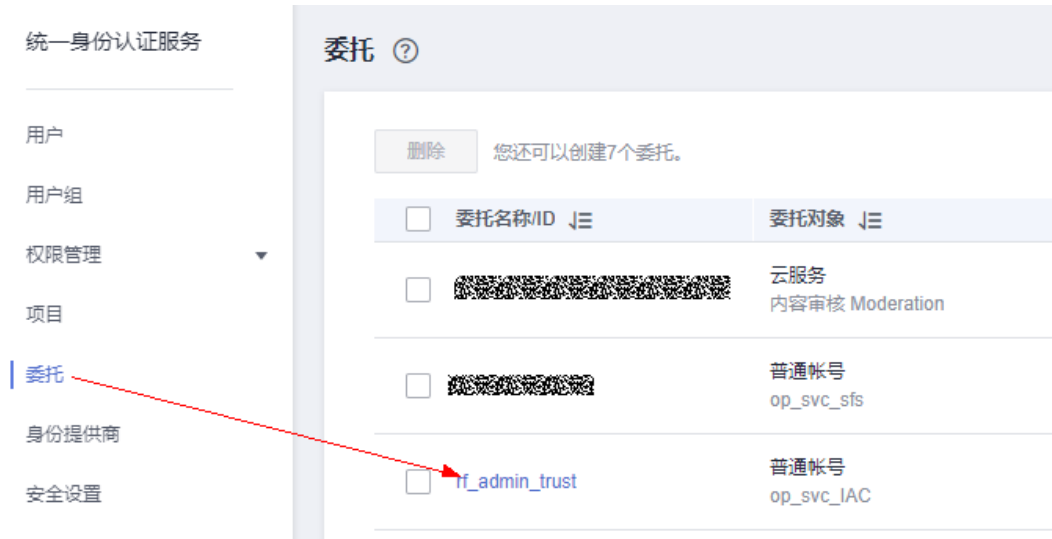 统一身份认证服务
用户
用户组
权限管理
项目
委托
身份提供商
安全设置
委托 ?
删除 您还可以创建7个委托。
委托名称/ID 委托对象
云服务
内容审核 Moderation
普通帐号
op_svc_sfs
rf_admin_trust 普通帐号
op_svc_IAC